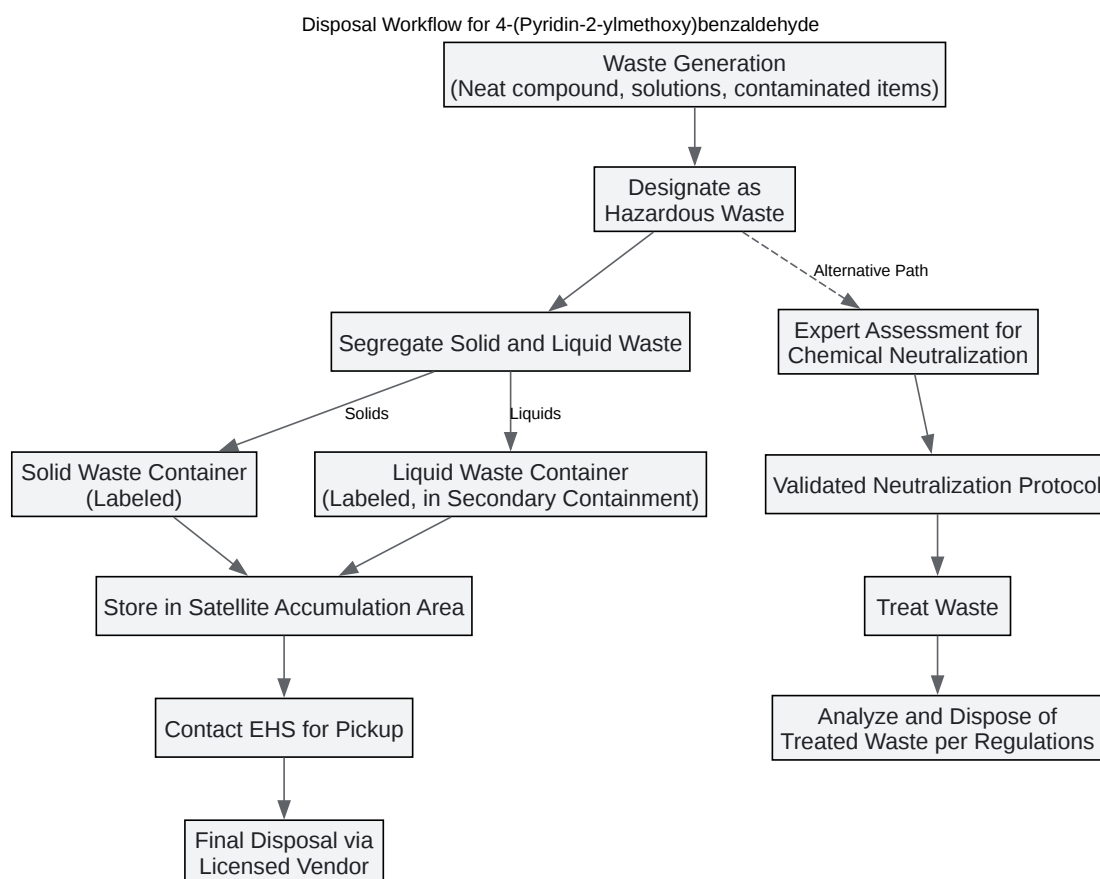 Disposal Workflow for 4-(Pyridin-2-ylmethoxy)benzaldehyde
Waste Generation
(Neat compound, solutions, contaminated items)
Designate as
Hazardous Waste
Alternative Path
Segregate Solid and Liquid Waste
Expert Assessment for
Chemical Neutralization
Solids
Liquids
Solid Waste Container
(Labeled)
Liquid Waste Container
(Labeled, in Secondary Containment)
Validated Neutralization Protocol
Store in Satellite Accumulation Area
Treat Waste
Contact EHS for Pickup
Analyze and Dispose of
Treated Waste per Regulations
Final Disposal via
Licensed Vendor